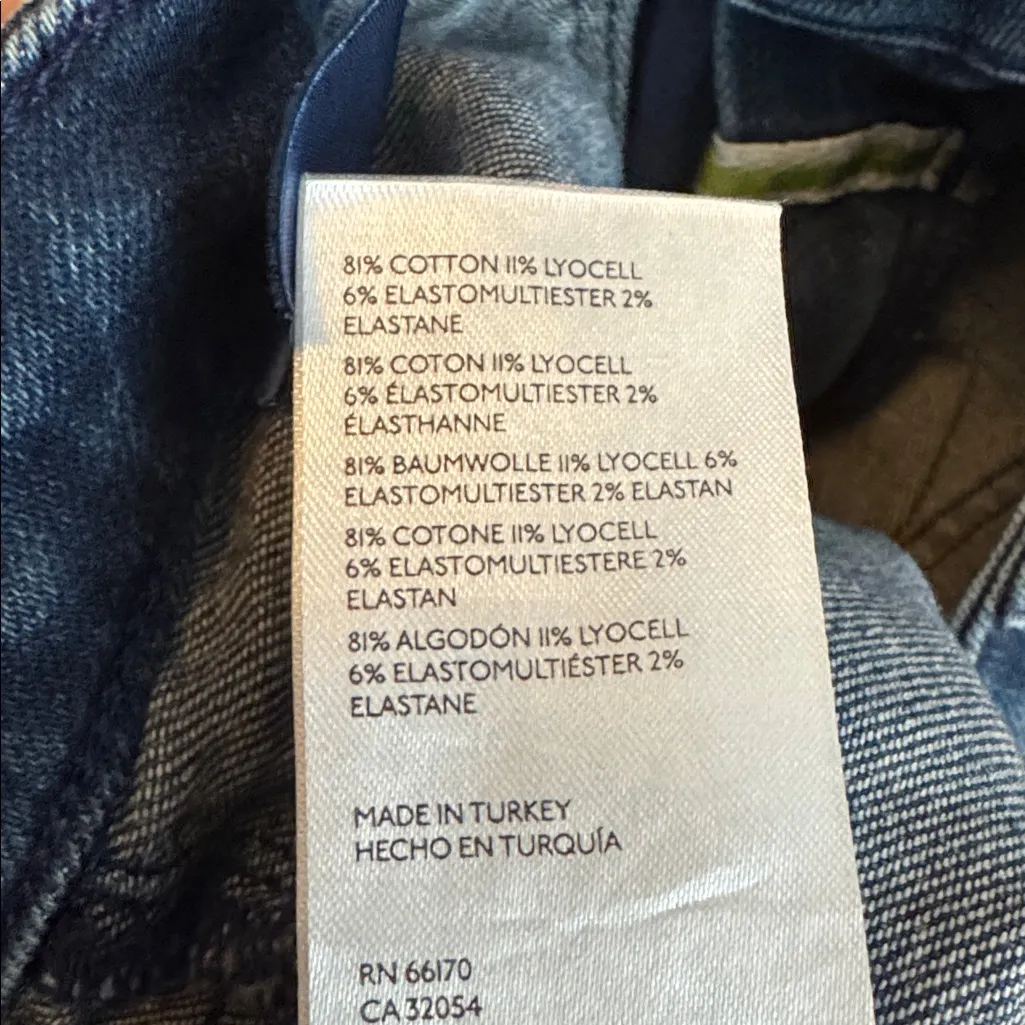 81% COTTON 11% LYOCELL
6% ELASTOMULTIESTER 2%
ELASTANE
81% COTON 11% LYOCELL
6% ÉLASTOMULTIESTER 2%
ÉLASTHANNE
81% BAUMWOLLE 11% LYOCELL 6%
ELASTOMULTIESTER 2% ELASTAN
81% COTONE 11% LYOCELL
6% ELASTOMULTIESTERE 2%
ELASTAN
81% ALGODÓN 11% LYOCELL
6% ELASTOMULTIÉSTER 2%
ELASTANE
MADE IN TURKEY
HECHO EN TURQUÍA
RN 66170
CA 32054